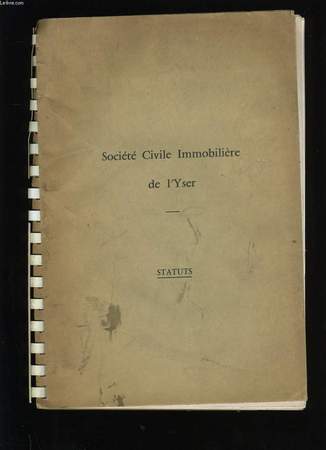 Société Civile Immobilière
de l'Yser
STATUTS